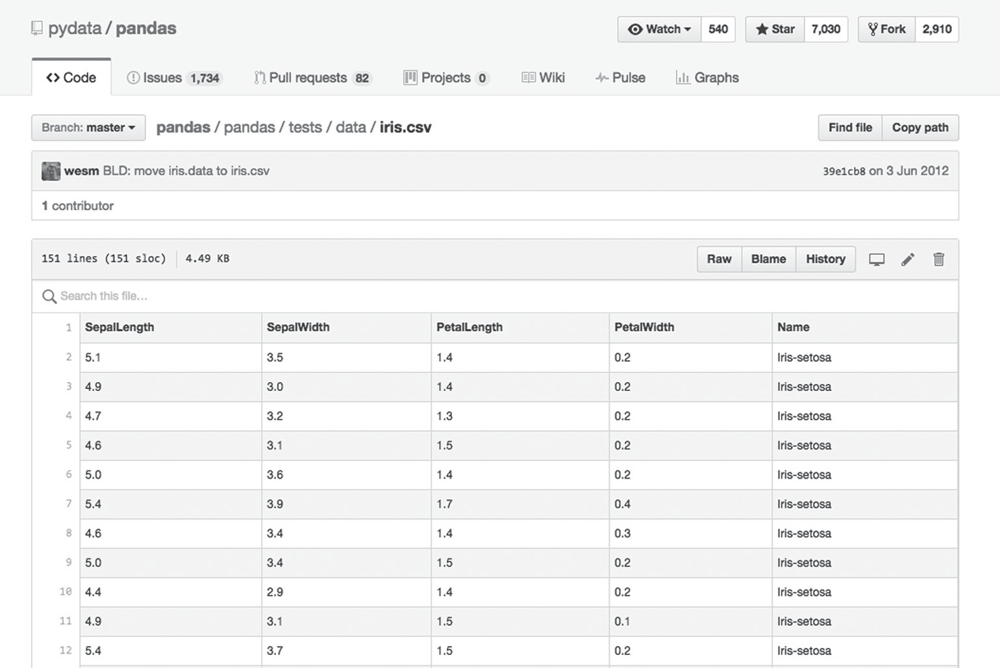 pydata / pandas
Watch 540 Star 7,030 Fork 2,910
Code Issues 1,734 Pull requests 82 Projects 0 Wiki Pulse Graphs
Branch: master pandas / pandas / tests / data / iris.csv Find file Copy path
wesm BLD: move iris.data to iris.csv 39e1cb8 on 3 Jun 2012
1 contributor
151 lines (151 sloc) 4.49 KB Raw Blame History
Search this file...
1 SepalLength SepalWidth PetalLength PetalWidth Name
2 5.1 3.5 1.4 0.2 Iris-setosa
3 4.9 3.0 1.4 0.2 Iris-setosa
4 4.7 3.2 1.3 0.2 Iris-setosa
5 4.6 3.1 1.5 0.2 Iris-setosa
6 5.0 3.6 1.4 0.2 Iris-setosa
7 5.4 3.9 1.7 0.4 Iris-setosa
8 4.6 3.4 1.4 0.3 Iris-setosa
9 5.0 3.4 1.5 0.2 Iris-setosa
10 4.4 2.9 1.4 0.2 Iris-setosa
11 4.9 3.1 1.5 0.1 Iris-setosa
12 5.4 3.7 1.5 0.2 Iris-setosa